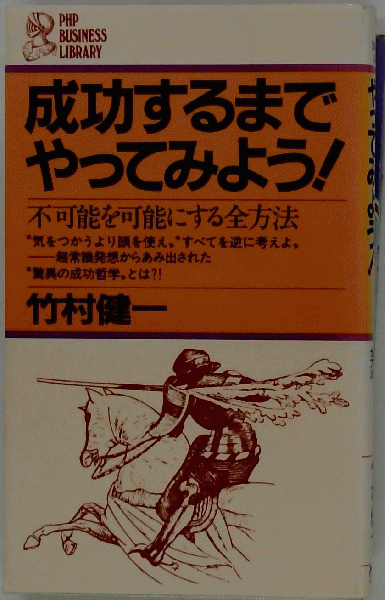 PHP
BUSINESS
LIBRARY
成功するまで
やってみよう!
不可能を可能にする全方法
“気をつかうより頭を使え。”すべてを逆に考えよ。
——超常識発想からあみ出された
“驚異の成功哲学。とは?!
竹村健一